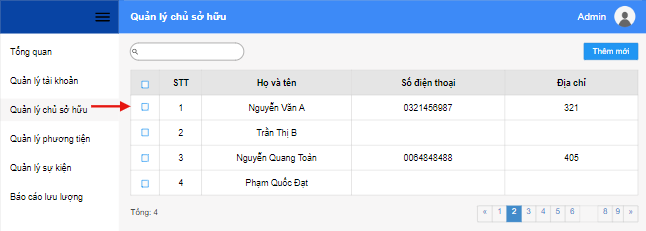 Quản lý chủ sở hữu
Admin
Tổng quan
Quản lý tài khoản
Quản lý chủ sở hữu
Quản lý phương tiện
Quản lý sự kiện
Báo cáo lưu lượng
Thêm mới
STT Họ và tên Số điện thoại Địa chỉ
1 Nguyễn Văn A 0321456987 321
2 Trần Thị B
3 Nguyễn Quang Toản 0064848488 405
4 Phạm Quốc Đạt
Tổng: 4
« 1 2 3 4 5 6 8 9 »